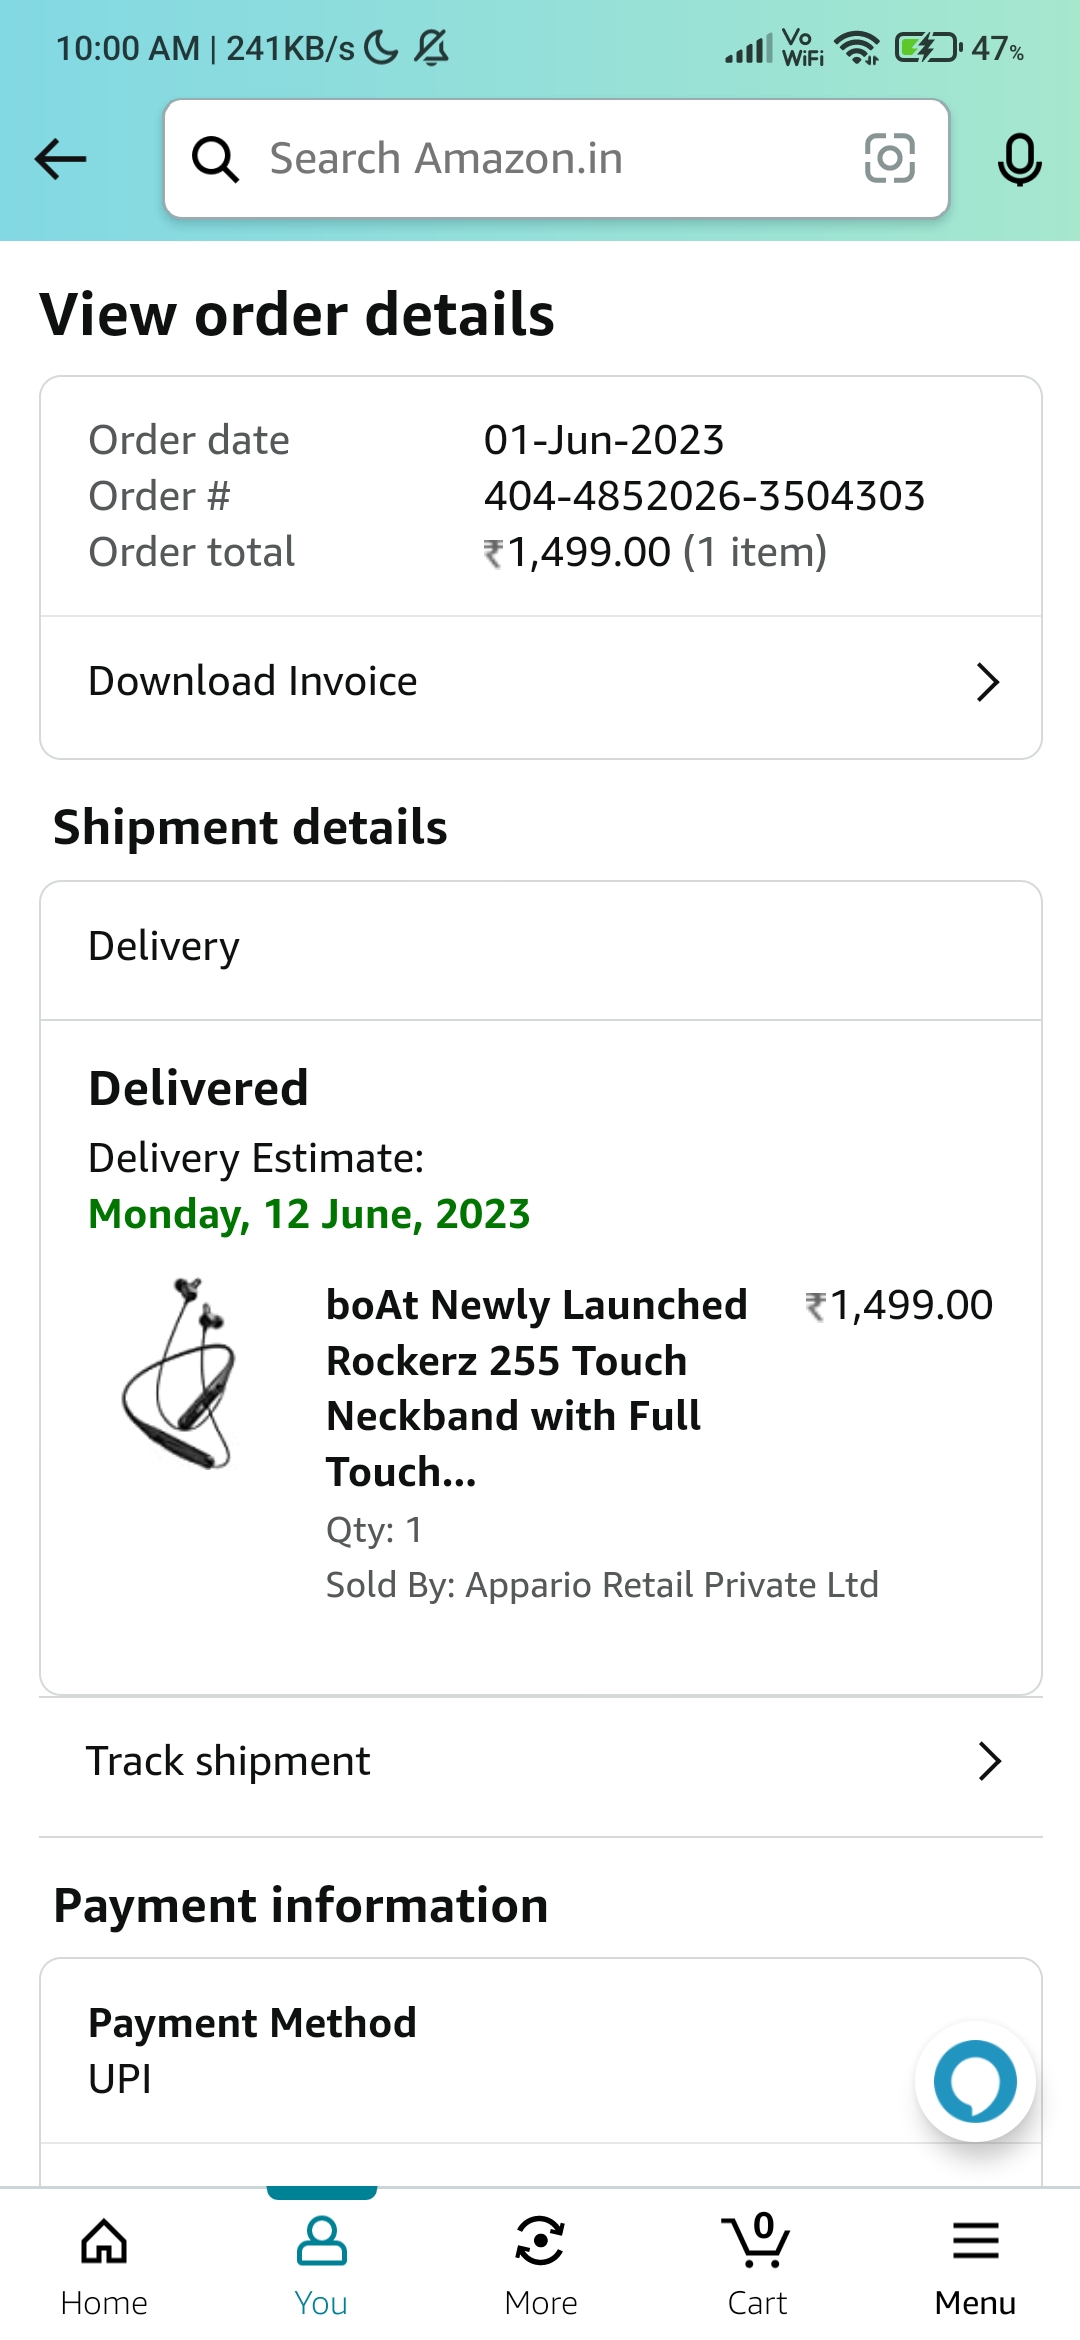 10:00 AM | 241KB/s Vo WiFi 47%
Search Amazon.in
View order details
Order date 01-Jun-2023
Order # 404-4852026-3504303
Order total ₹1,499.00 (1 item)
Download Invoice
Shipment details
Delivery
Delivered
Delivery Estimate:
Monday, 12 June, 2023
boAt Newly Launched ₹1,499.00
Rockerz 255 Touch
Neckband with Full
Touch...
Qty: 1
Sold By: Appario Retail Private Ltd
Track shipment
Payment information
Payment Method
UPI
0
Home You More Cart Menu